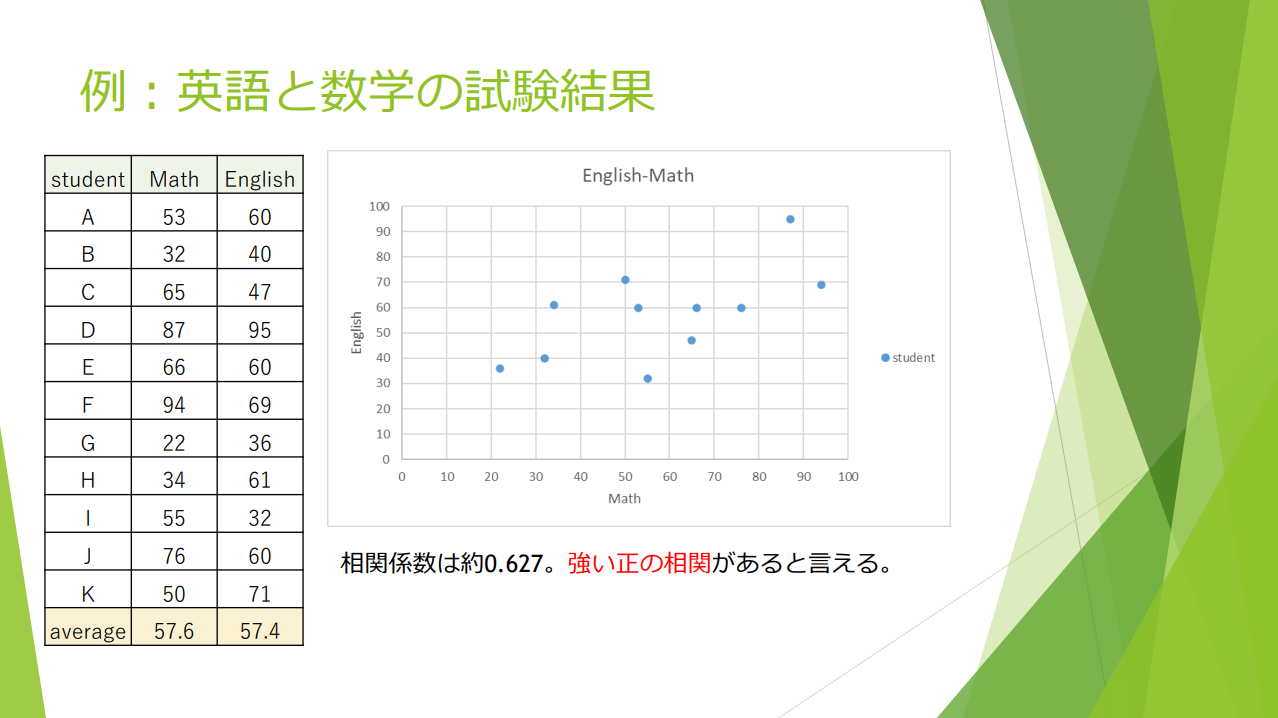 例：英語と数学の試験結果
student Math English
A 53 60
B 32 40
C 65 47
D 87 95
E 66 60
F 94 69
G 22 36
H 34 61
I 55 32
J 76 60
K 50 71
average 57.6 57.4
English-Math
100
90
80
70
60
50
40
30
20
10
0
English
0 10 20 30 40 50 60 70 80 90 100
Math
student
相関係数は約0.627。強い正の相関があると言える。